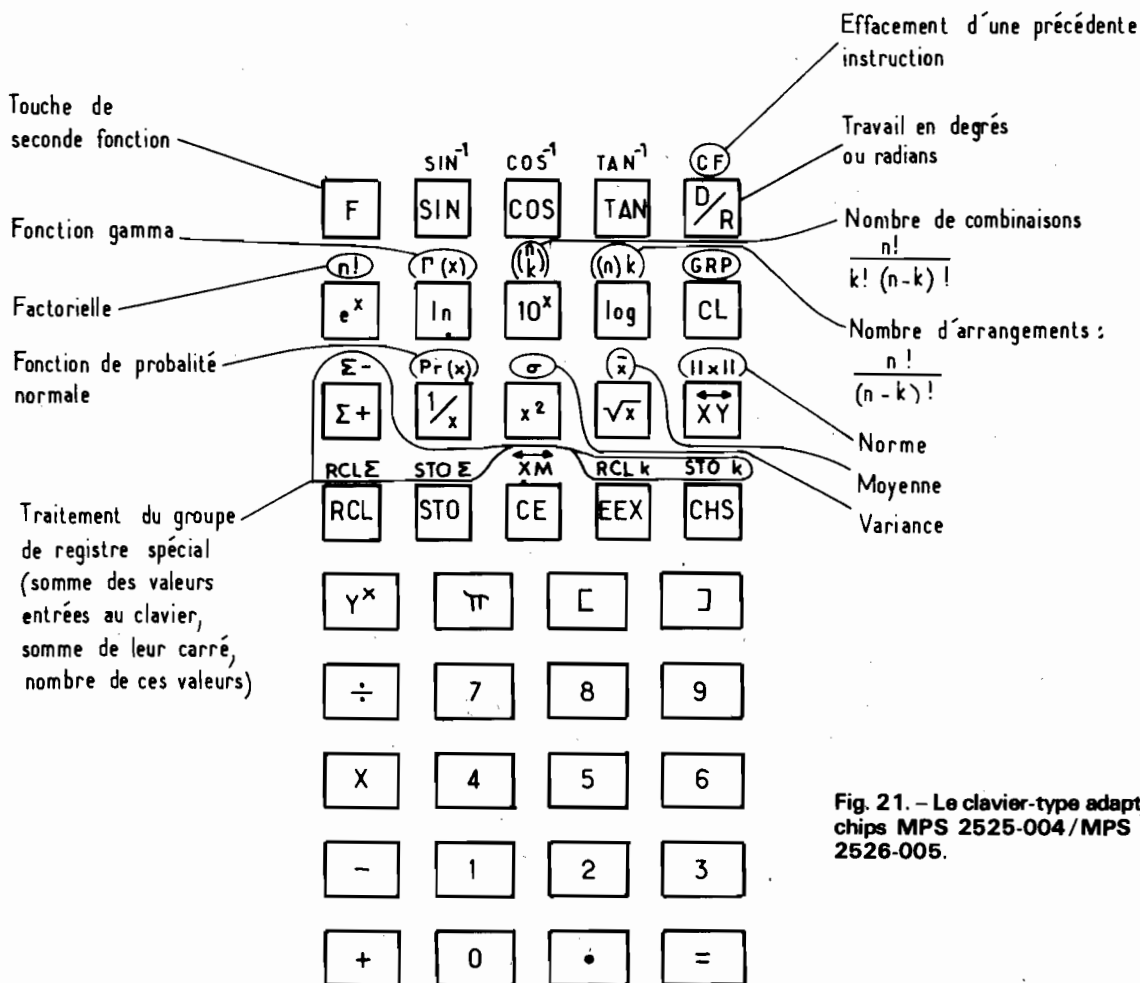 Effacement d'une précédente
instruction
Touche de
seconde fonction
Travail en degrés
ou radians
SIN⁻¹ COS⁻¹ TAN⁻¹ CF
F SIN COS TAN D/R
Fonction gamma
Nombre de combinaisons
n!
k! (n-k) !
n! Γ(x) (n k) (n)k GRP
Factorielle
eˣ ln 10ˣ log CL
Nombre d'arrangements :
n !
(n - k) !
Fonction de probalité
normale
Σ- Pr(x) σ x̄ ||x||
Σ+ 1/x x² √x XY
Norme
Moyenne
Variance
RCLΣ STOΣ XM RCL k STO k
RCL STO CE EEX CHS
Traitement du groupe
de registre spécial
(somme des valeurs
entrées au clavier,
somme de leur carré,
nombre de ces valeurs)
Yˣ π [ ]
÷ 7 8 9
X 4 5 6
- 1 2 3
+ 0 • =
Fig. 21. – Le clavier-type adapt
chips MPS 2525-004/MPS
2526-005.